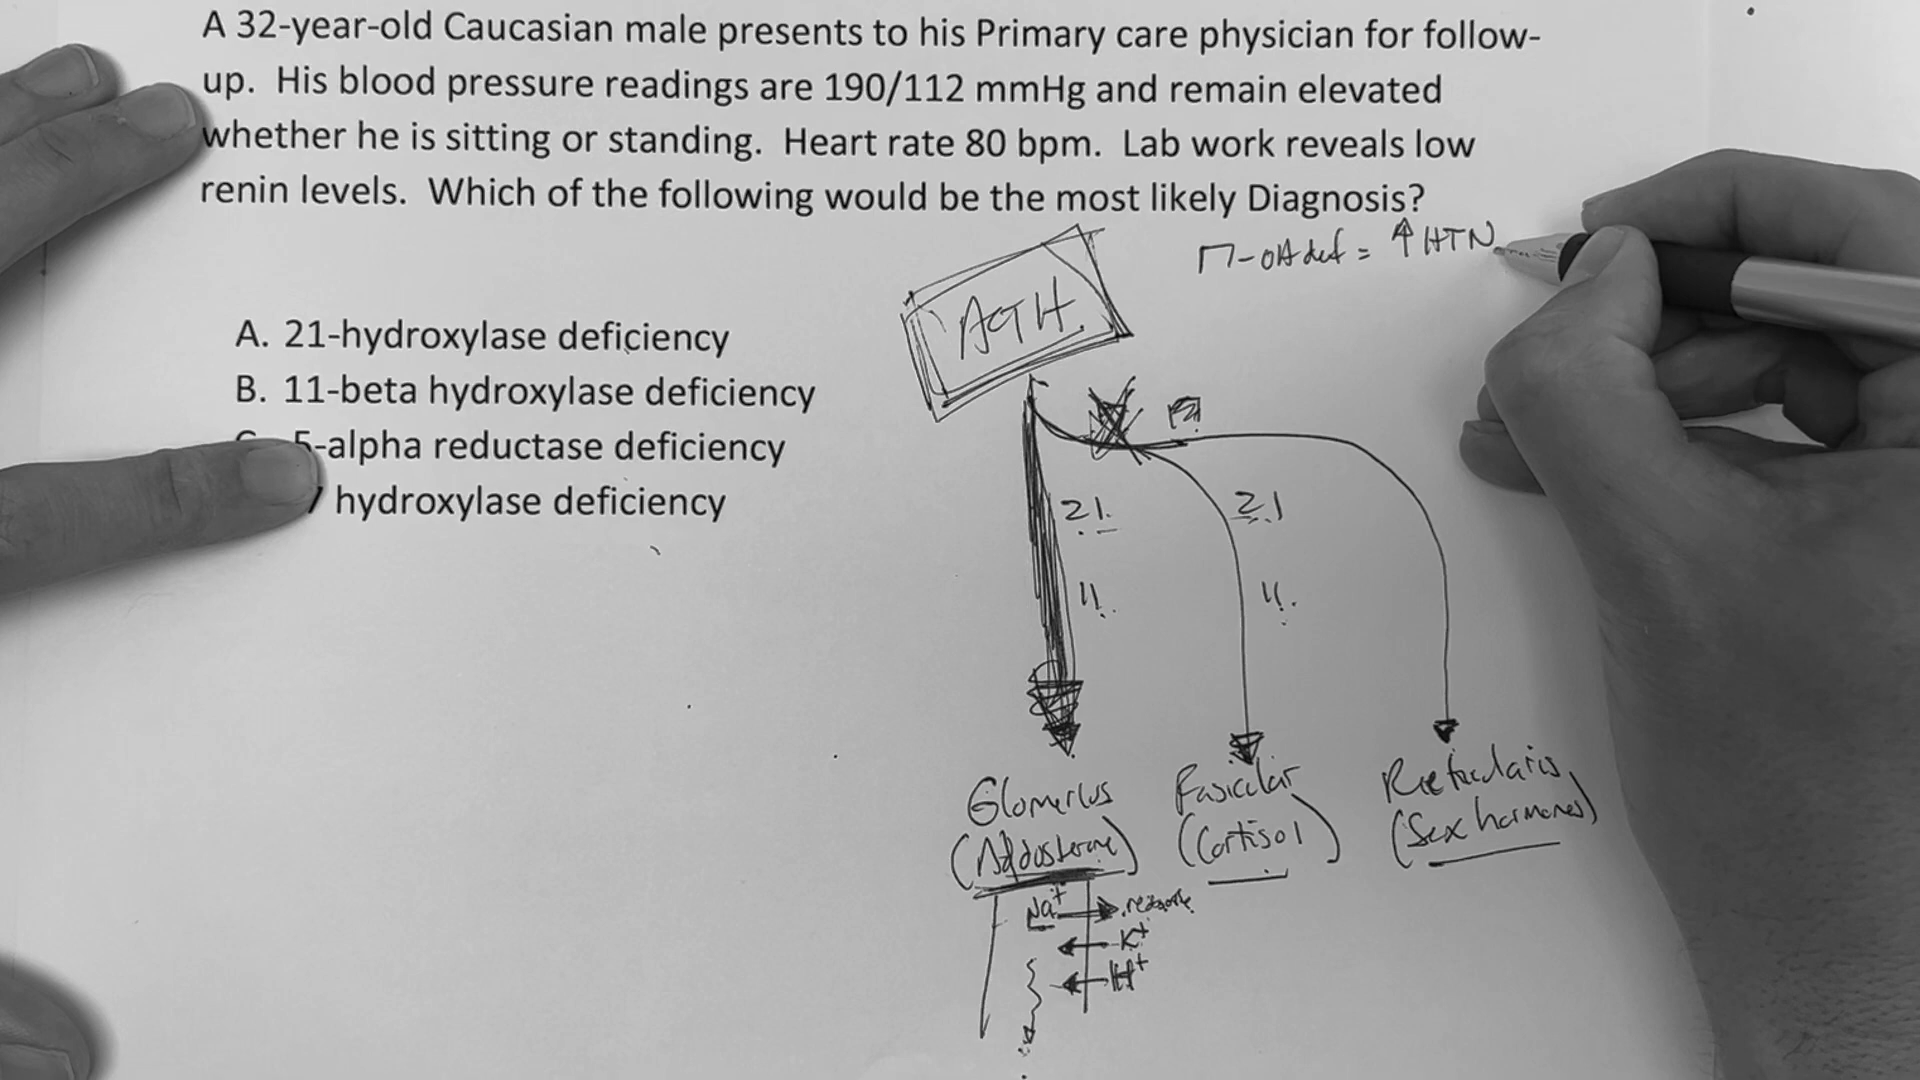 A 32-year-old Caucasian male presents to his Primary care physician for follow-
up. His blood pressure readings are 190/112 mmHg and remain elevated
whether he is sitting or standing. Heart rate 80 bpm. Lab work reveals low
renin levels. Which of the following would be the most likely Diagnosis?
17-OH def = ↑ HTN
ACTH
A. 21-hydroxylase deficiency
B. 11-beta hydroxylase deficiency
5-alpha reductase deficiency
hydroxylase deficiency
21 21
11 11
Glomerlus
(Aldosterone)
Fasicular
(Cortisol)
Reticularis
(Sex hormones)
Na+
K+
H+